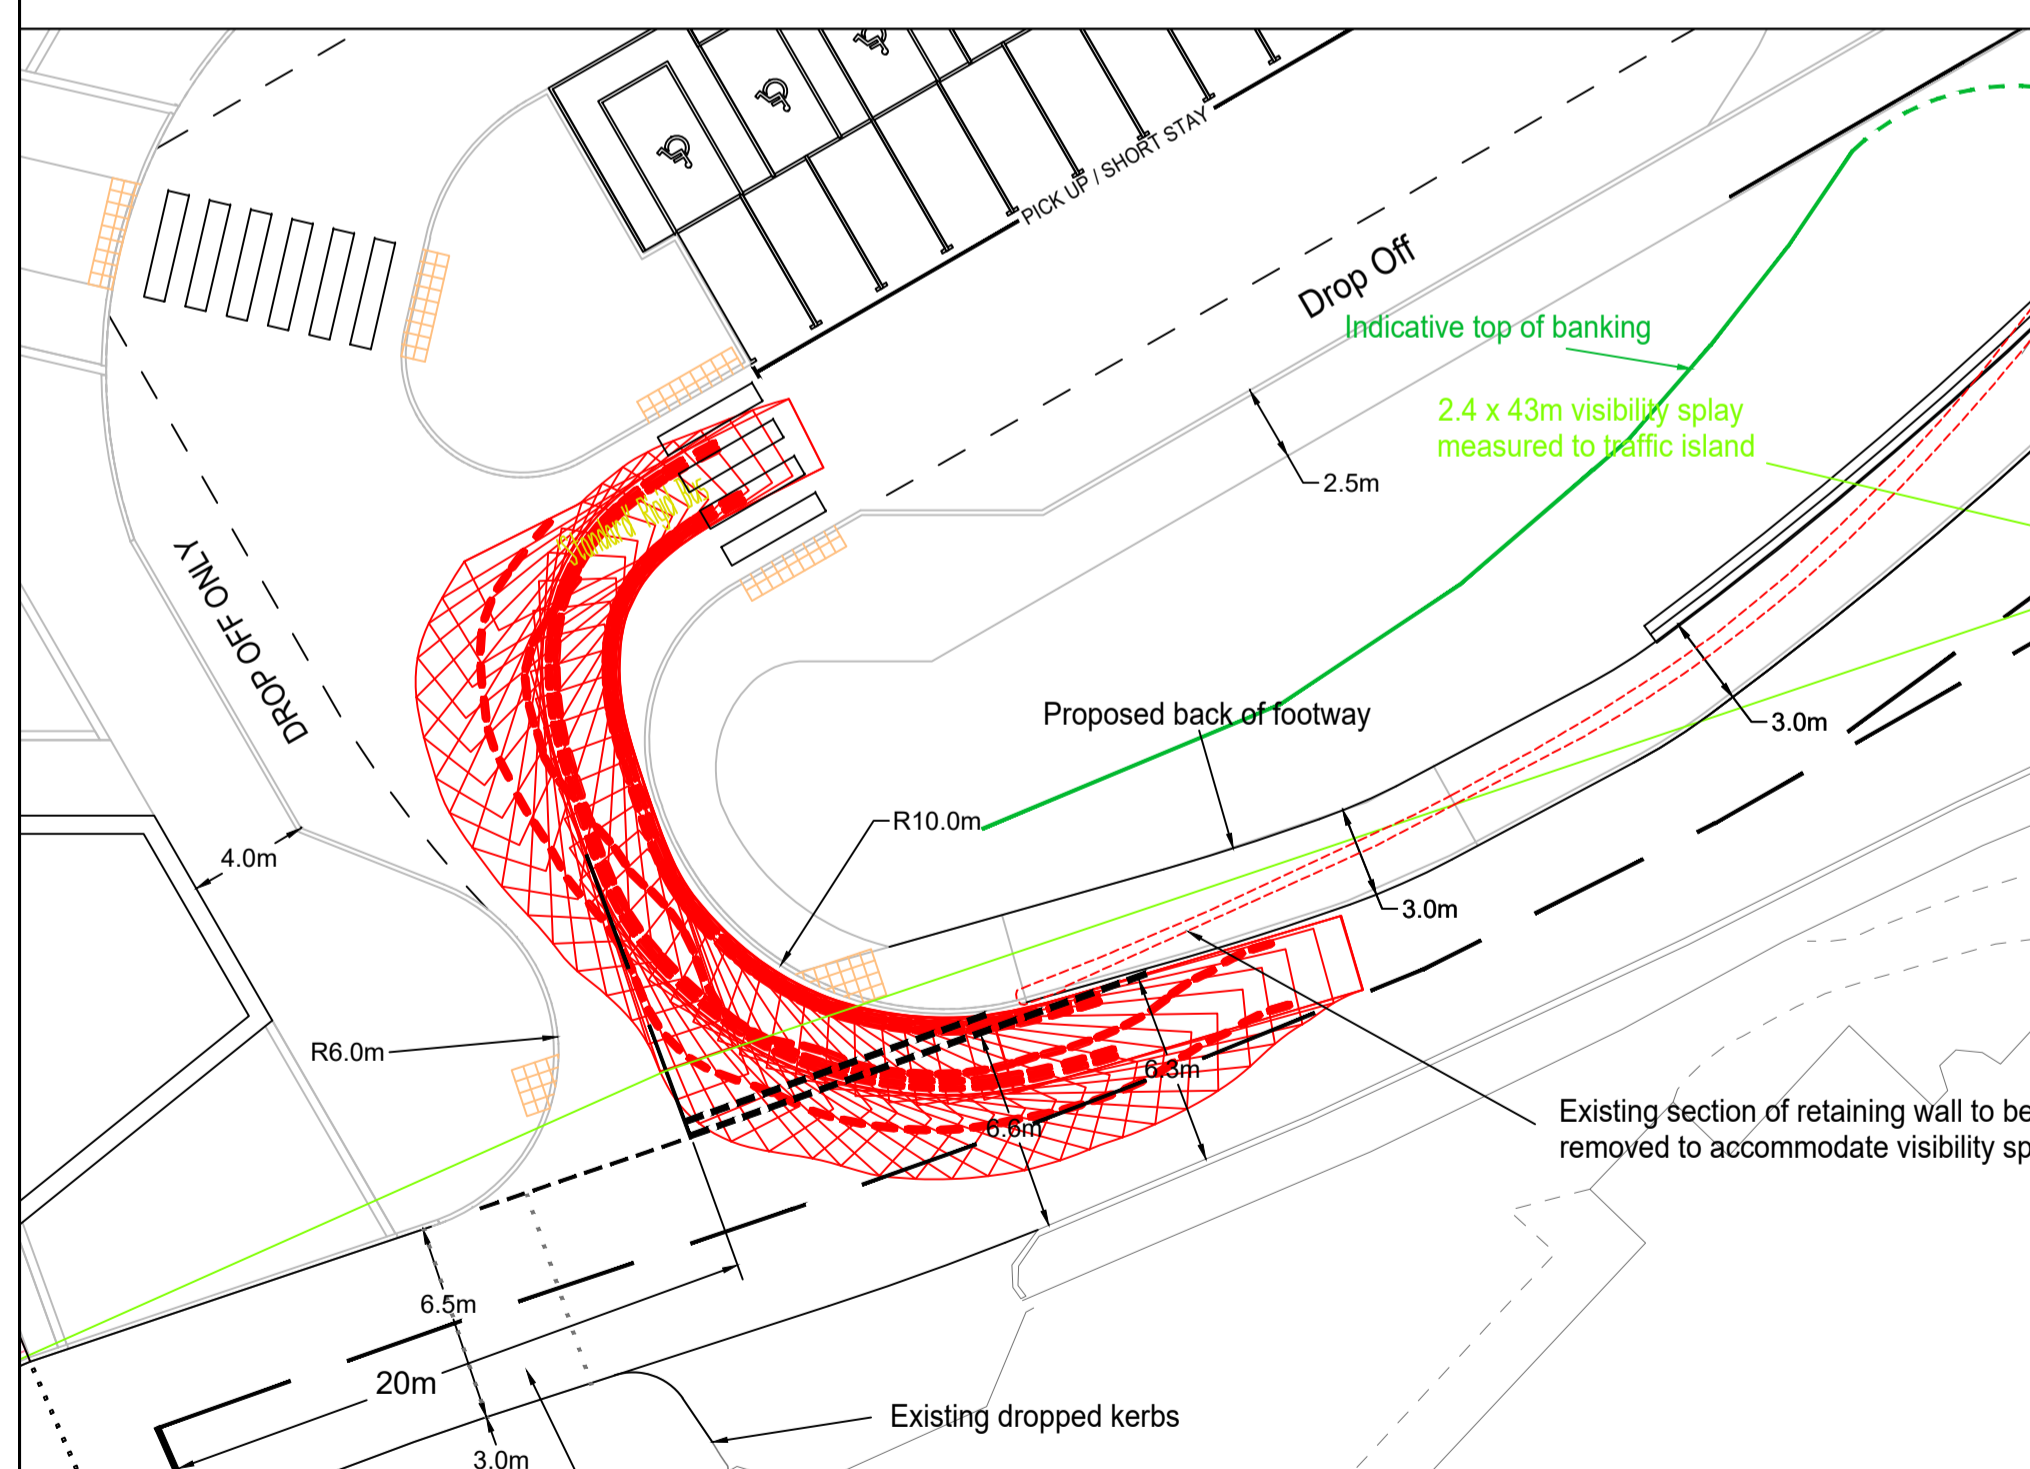 PICK UP / SHORT STAY
Drop Off
Indicative top of banking
2.4 x 43m visibility splay
measured to traffic island
2.5m
Standard Rigid Bus
DROP OFF ONLY
Proposed back of footway
3.0m
R10.0m
4.0m
3.0m
R6.0m
6.3m
6.6m
Existing section of retaining wall to be
removed to accommodate visibility sp
6.5m
20m
Existing dropped kerbs
3.0m